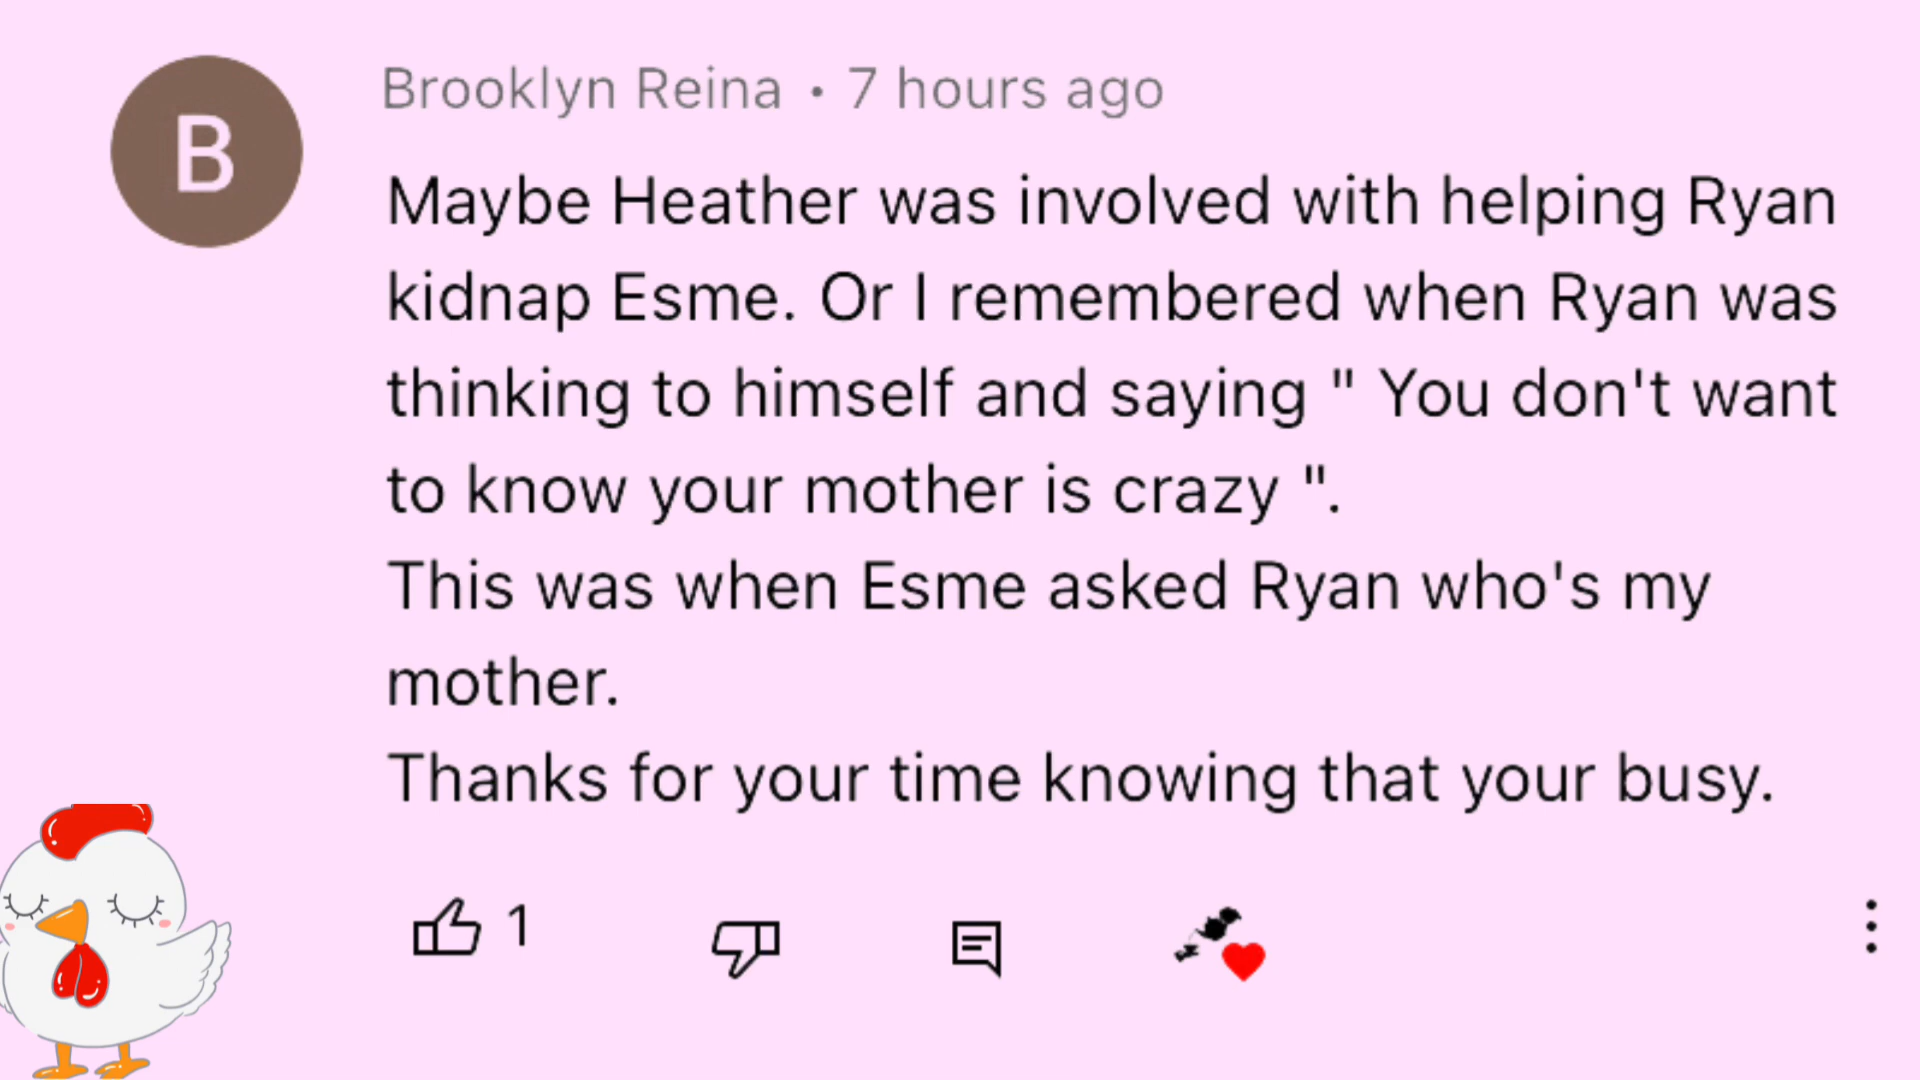 B
Brooklyn Reina • 7 hours ago
Maybe Heather was involved with helping Ryan
kidnap Esme. Or I remembered when Ryan was
thinking to himself and saying " You don't want
to know your mother is crazy ".
This was when Esme asked Ryan who's my
mother.
Thanks for your time knowing that your busy.
1